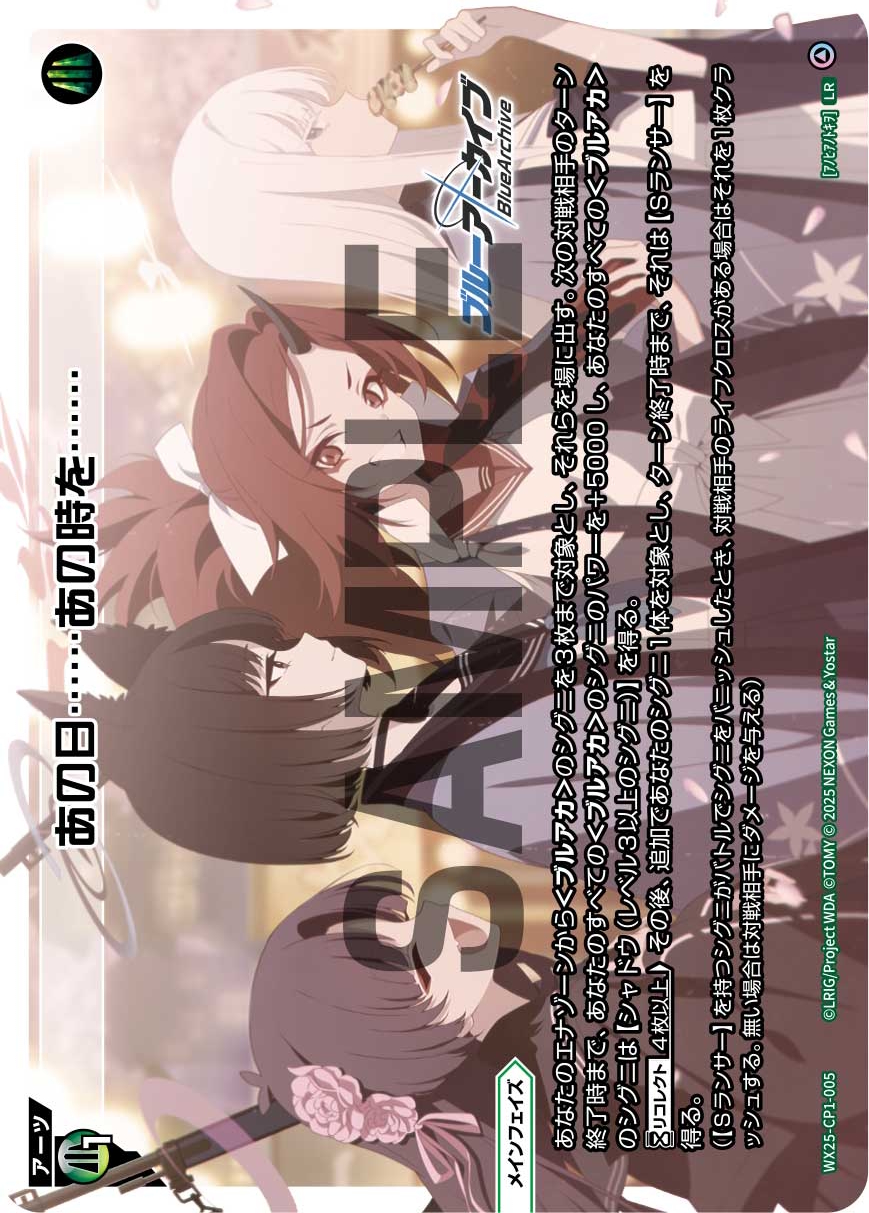 アーツ
1
あの日……あの時を……
ブルーアーカイブ
BlueArchive
SAMPLE
メインフェイズ
あなたのエナゾーンから<ブルアカ>のシグニを3枚まで対象とし、それらを場に出す。次の対戦相手のターン
終了時まで、あなたのすべての<ブルアカ>のシグニのパワーを+5000し、あなたのすべての<ブルアカ>
のシグニは【シャドウ(レベル3以上のシグニ)】を得る。
リコレクト 4枚以上 その後、追加であなたのシグニ1体を対象とし、ターン終了時まで、それは【Sランサー】を
得る。
(【Sランサー】を持つシグニがバトルでシグニをバニッシュしたとき、対戦相手のライフクロスがある場合はそれを1枚クラ
ッシュする。無い場合は対戦相手にダメージを与える)
WX25-CP1-005
©LRIG/Project WDA ©TOMY © 2025 NEXON Games & Yostar
[アノヒアノトキヲ] LR